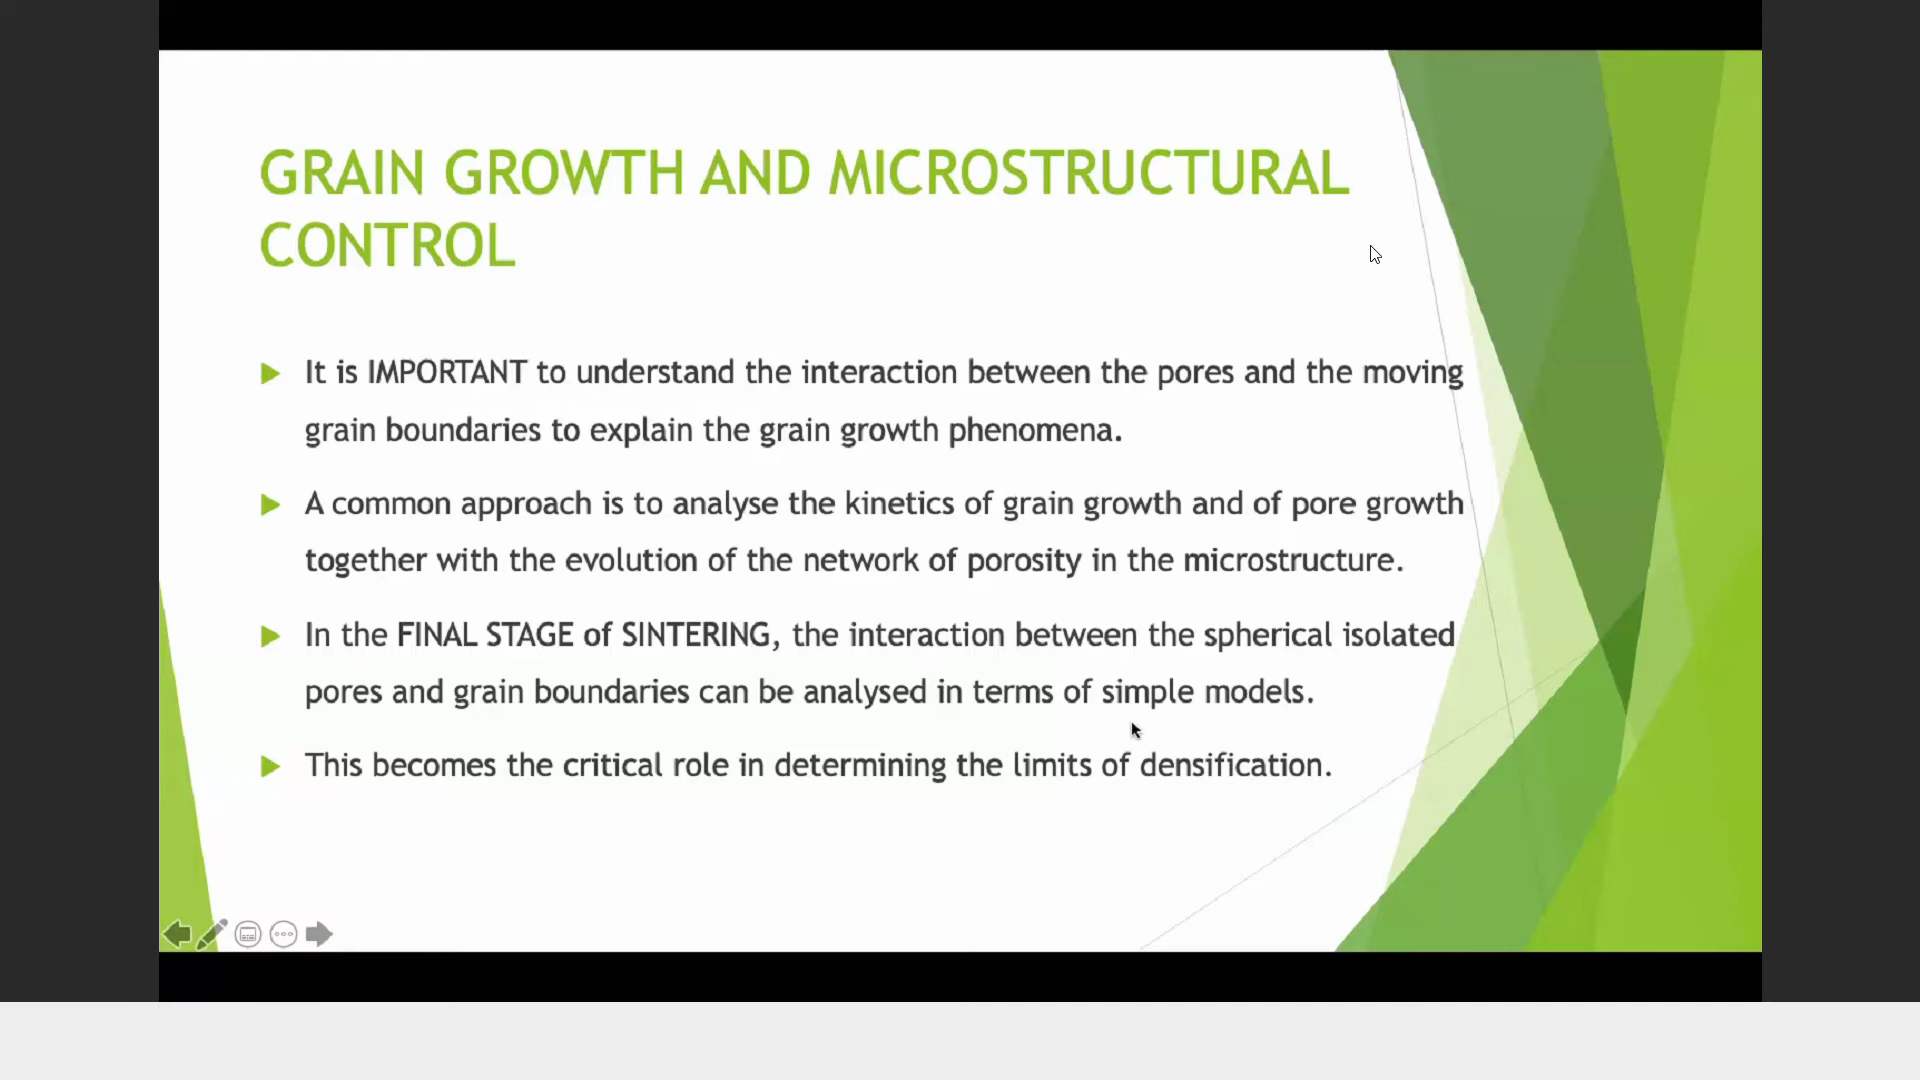 GRAIN GROWTH AND MICROSTRUCTURAL
CONTROL
It is IMPORTANT to understand the interaction between the pores and the moving
grain boundaries to explain the grain growth phenomena.
A common approach is to analyse the kinetics of grain growth and of pore growth
together with the evolution of the network of porosity in the microstructure.
In the FINAL STAGE of SINTERING, the interaction between the spherical isolated
pores and grain boundaries can be analysed in terms of simple models.
This becomes the critical role in determining the limits of densification.